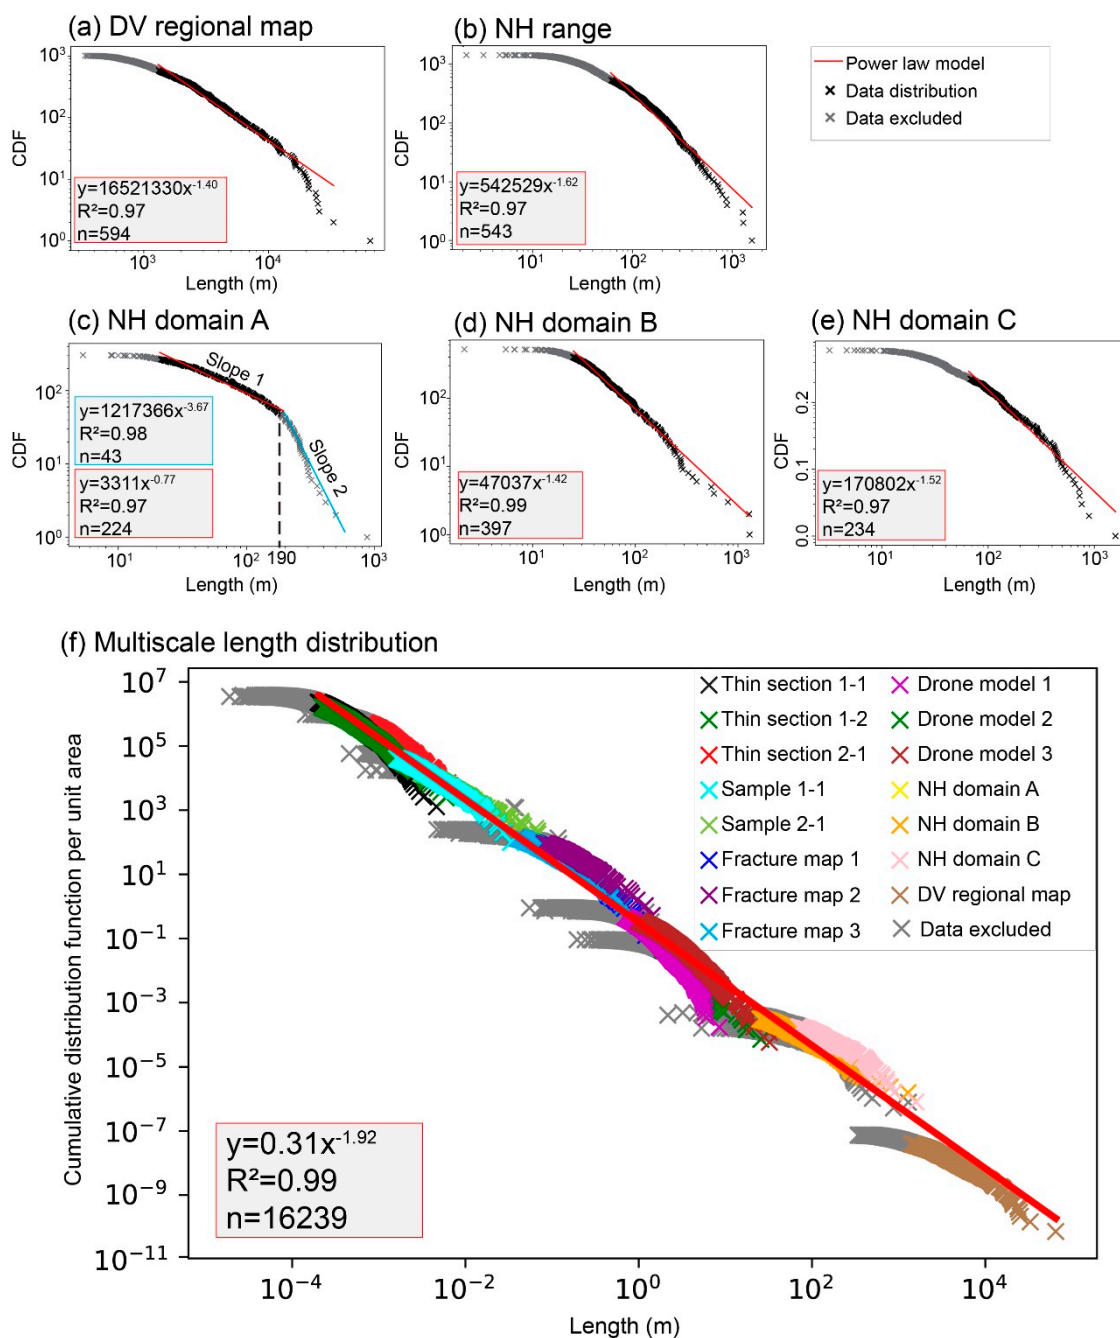 (a) DV regional map
10³
10²
10¹
10⁰
CDF
y=16521330x⁻¹·⁴⁰
R²=0.97
n=594
10³
10⁴
Length (m)
(b) NH range
10³
10²
10¹
10⁰
CDF
y=542529x⁻¹·⁶²
R²=0.97
n=543
10¹
10²
10³
Length (m)
Power law model
Data distribution
Data excluded
(c) NH domain A
10²
10¹
10⁰
CDF
Slope 1
Slope 2
y=1217366x⁻³·⁶⁷
R²=0.98
n=43
y=3311x⁻⁰·⁷⁷
R²=0.97
n=224
10¹
10²
190
10³
Length (m)
(d) NH domain B
10²
10¹
10⁰
CDF
y=47037x⁻¹·⁴²
R²=0.99
n=397
10¹
10²
10³
Length (m)
(e) NH domain C
0.2
0.1
0.0
CDF
y=170802x⁻¹·⁵²
R²=0.97
n=234
10¹
10²
10³
Length (m)
(f) Multiscale length distribution
10⁷
10⁵
10³
10¹
10⁻¹
10⁻³
10⁻⁵
10⁻⁷
10⁻⁹
10⁻¹¹
Cumulative distribution function per unit area
Thin section 1-1
Thin section 1-2
Thin section 2-1
Sample 1-1
Sample 2-1
Fracture map 1
Fracture map 2
Fracture map 3
Drone model 1
Drone model 2
Drone model 3
NH domain A
NH domain B
NH domain C
DV regional map
Data excluded
y=0.31x⁻¹·⁹²
R²=0.99
n=16239
10⁻⁴
10⁻²
10⁰
10²
10⁴
Length (m)